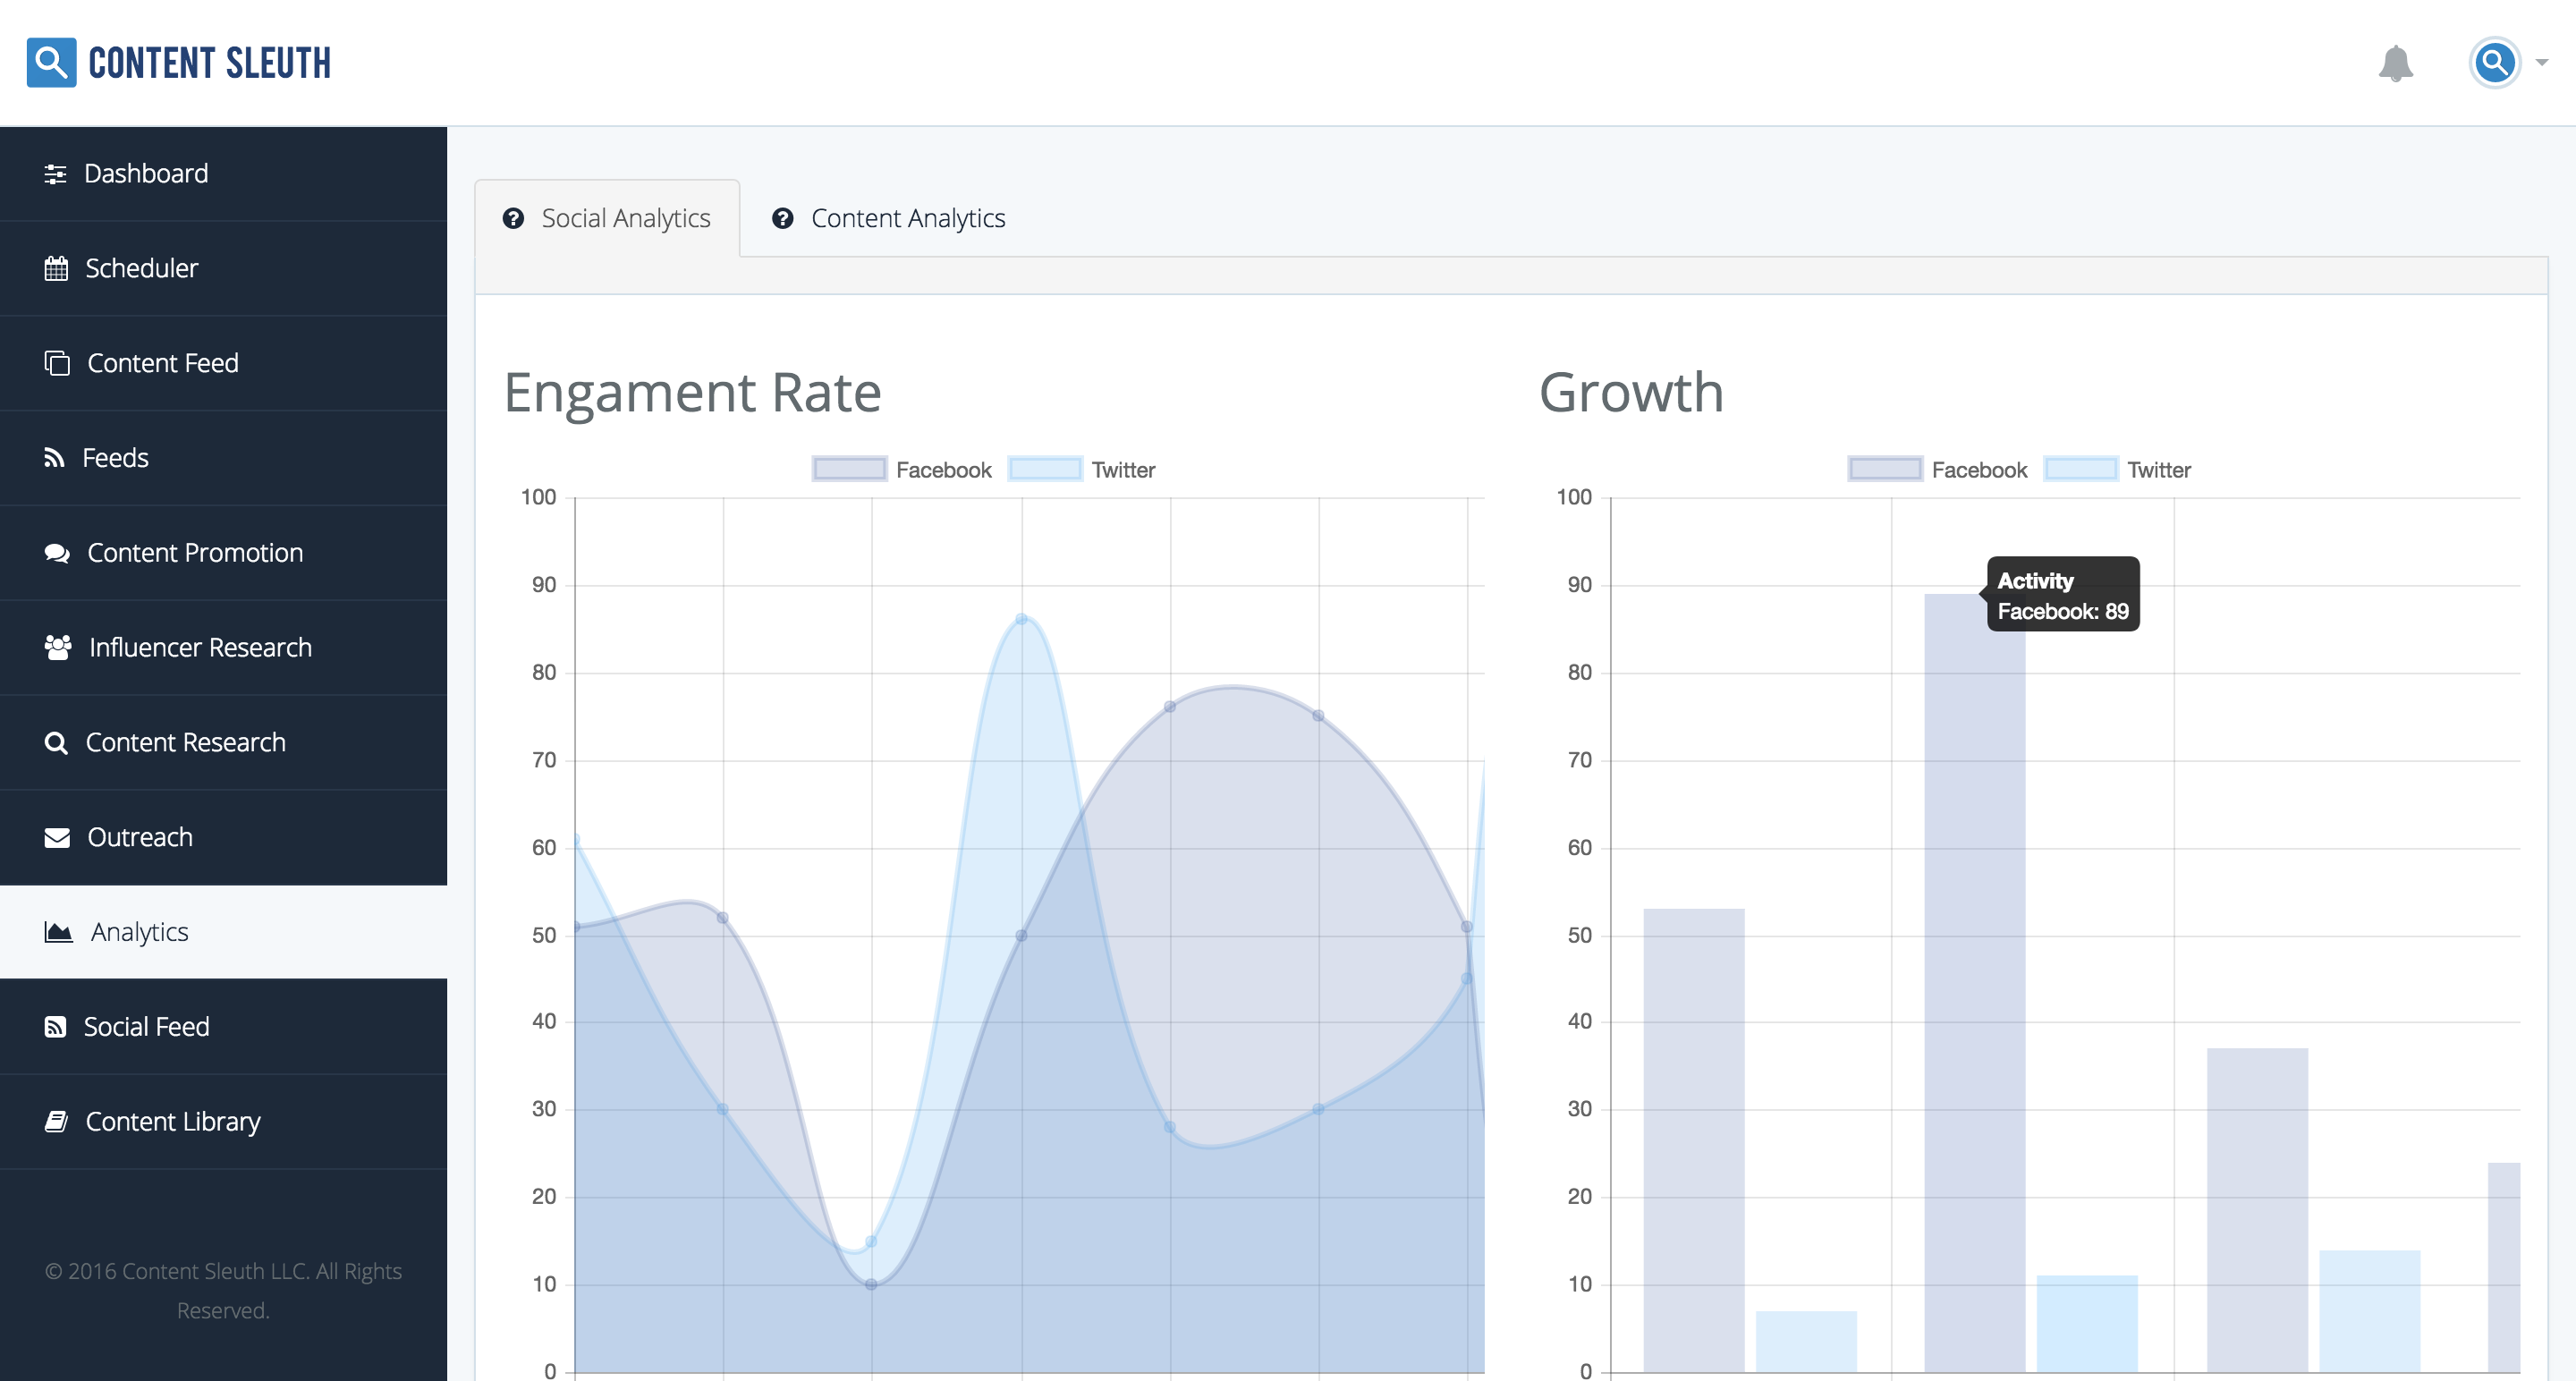 CONTENT SLEUTH
Dashboard
Scheduler
Content Feed
Feeds
Content Promotion
Influencer Research
Content Research
Outreach
Analytics
Social Feed
Content Library
© 2016 Content Sleuth LLC. All Rights
Reserved.
Social Analytics
Content Analytics
Engament Rate
Facebook
Twitter
100
90
80
70
60
50
40
30
20
10
0
Growth
Facebook
Twitter
100
90
80
70
60
50
40
30
20
10
0
Activity
Facebook: 89